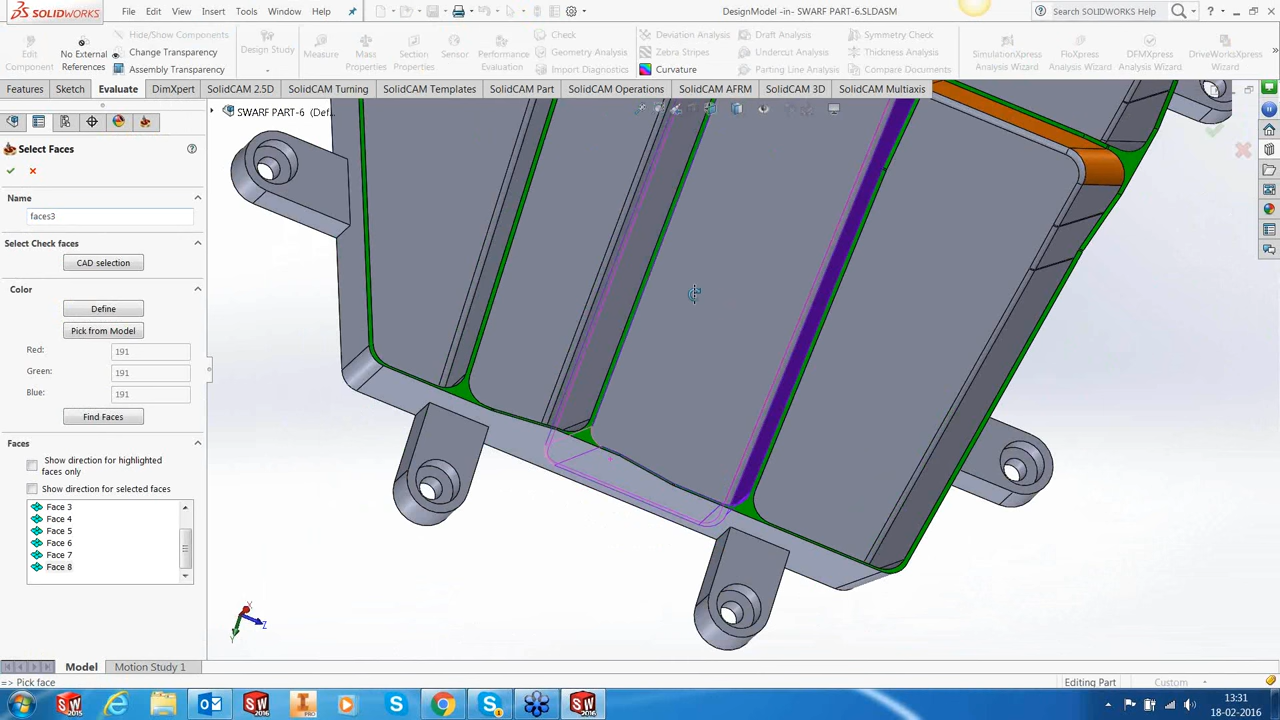 SOLIDWORKS File Edit View Insert Tools Window Help DesignModel -in- SWARF PART-6.SLDASM Search SOLIDWORKS Help
Edit Component
No External References
Hide/Show Components
Change Transparency
Assembly Transparency
Design Study
Measure
Mass Properties
Section Properties
Sensor
Performance Evaluation
Check
Geometry Analysis
Import Diagnostics
Deviation Analysis
Zebra Stripes
Curvature
Draft Analysis
Undercut Analysis
Parting Line Analysis
Symmetry Check
Thickness Analysis
Compare Documents
SimulationXpress Analysis Wizard
FloXpress Analysis Wizard
DFMXpress Analysis Wizard
DriveWorksXpress Wizard
Features Sketch Evaluate DimXpert SolidCAM Turning SolidCAM Templates SolidCAM Part SolidCAM Operations SolidCAM AFRM SolidCAM 3D SolidCAM Multiaxis
SWARF PART-6 (Def...
Select Faces
Name
faces3
Select Check faces
CAD selection
Color
Define
Pick from Model
Red: 191
Green: 191
Blue: 191
Find Faces
Faces
Show direction for highlighted
faces only
Show direction for selected faces
Face 3
Face 4
Face 5
Face 6
Face 7
Face 8
Model Motion Study 1
=> Pick face Editing Part Custom
13:31
18-02-2016